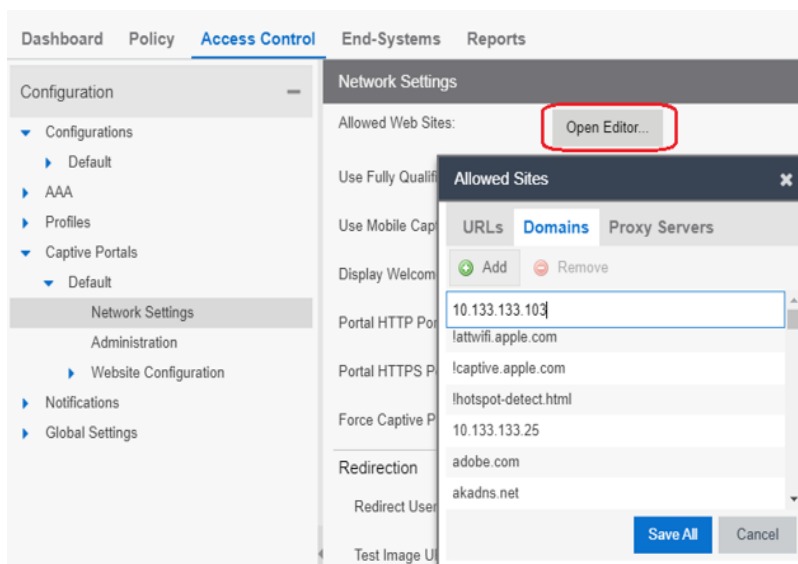 Dashboard Policy Access Control End-Systems Reports
Configuration
Configurations
Default
AAA
Profiles
Captive Portals
Default
Network Settings
Administration
Website Configuration
Notifications
Global Settings
Network Settings
Allowed Web Sites:
Open Editor...
Use Fully Qualifi
Use Mobile Cap
Display Welcom
Portal HTTP Por
Portal HTTPS P
Force Captive P
Redirection
Redirect User
Test Image U
Allowed Sites
URLs Domains Proxy Servers
Add Remove
10.133.133.103
!attwifi.apple.com
!captive.apple.com
!hotspot-detect.html
10.133.133.25
adobe.com
akadns.net
Save All Cancel